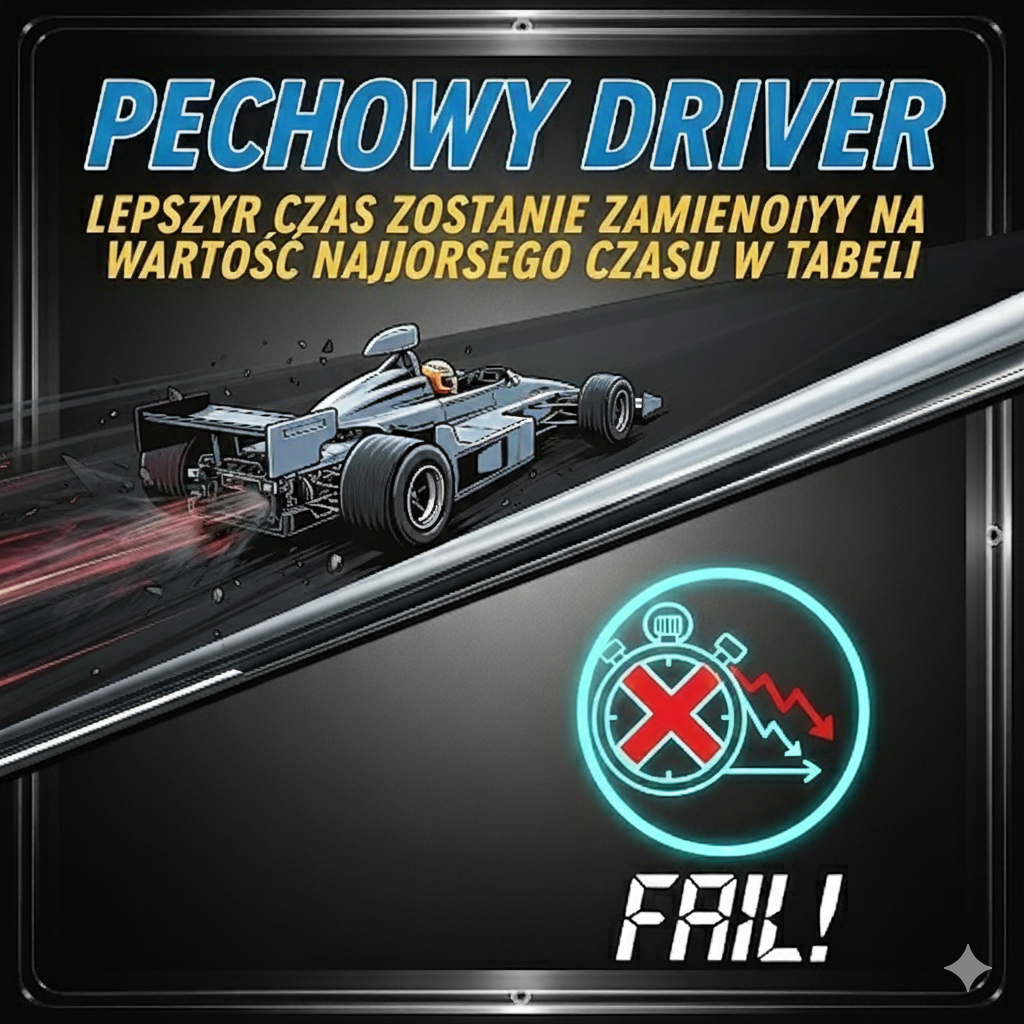 PECHOWY DRIVER
LEPSZYR CZAS ZOSTANIE ZAMIENOIYY NA
WARTOŚĆ NAJJORSEGO CZASU W TABELI
FAIL!